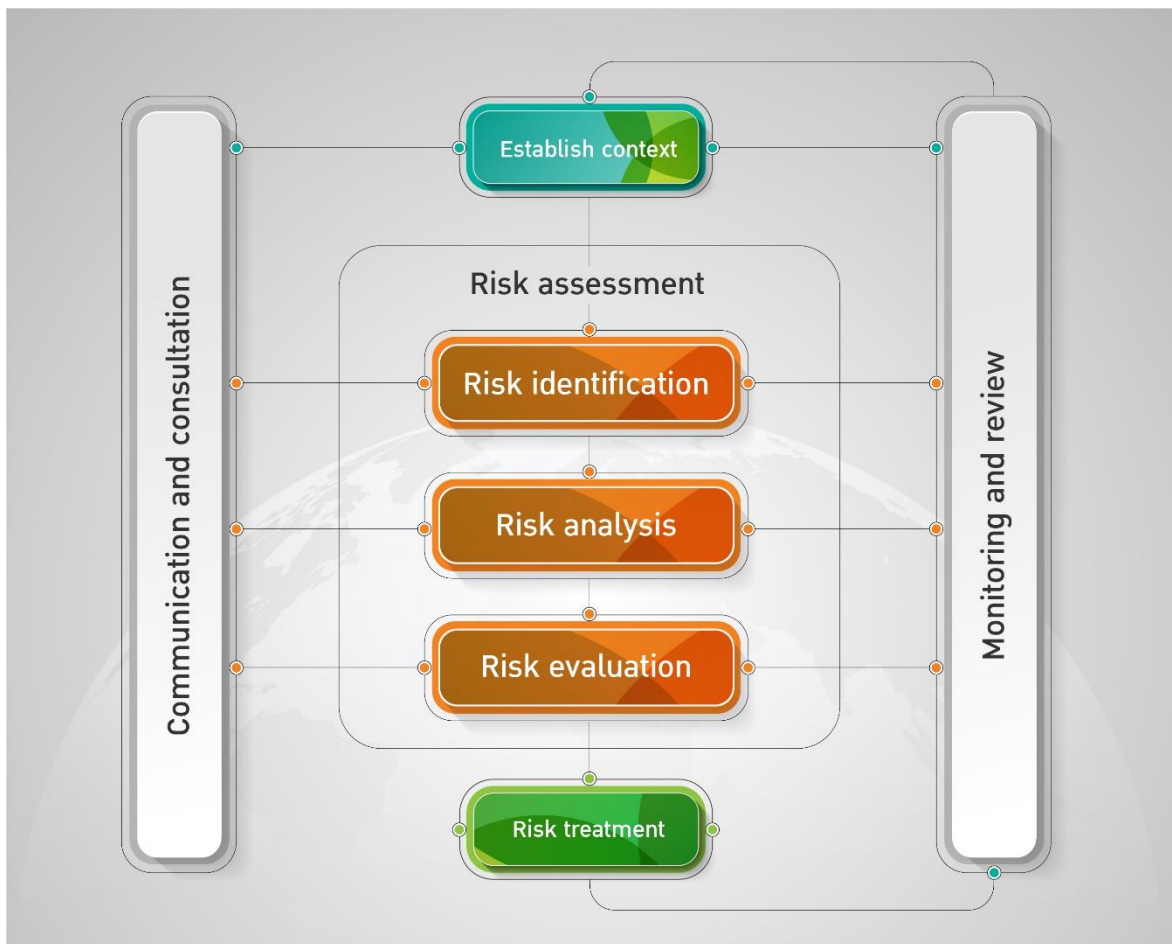 Establish context
Risk assessment
Risk identification
Risk analysis
Risk evaluation
Risk treatment
Communication and consultation
Monitoring and review